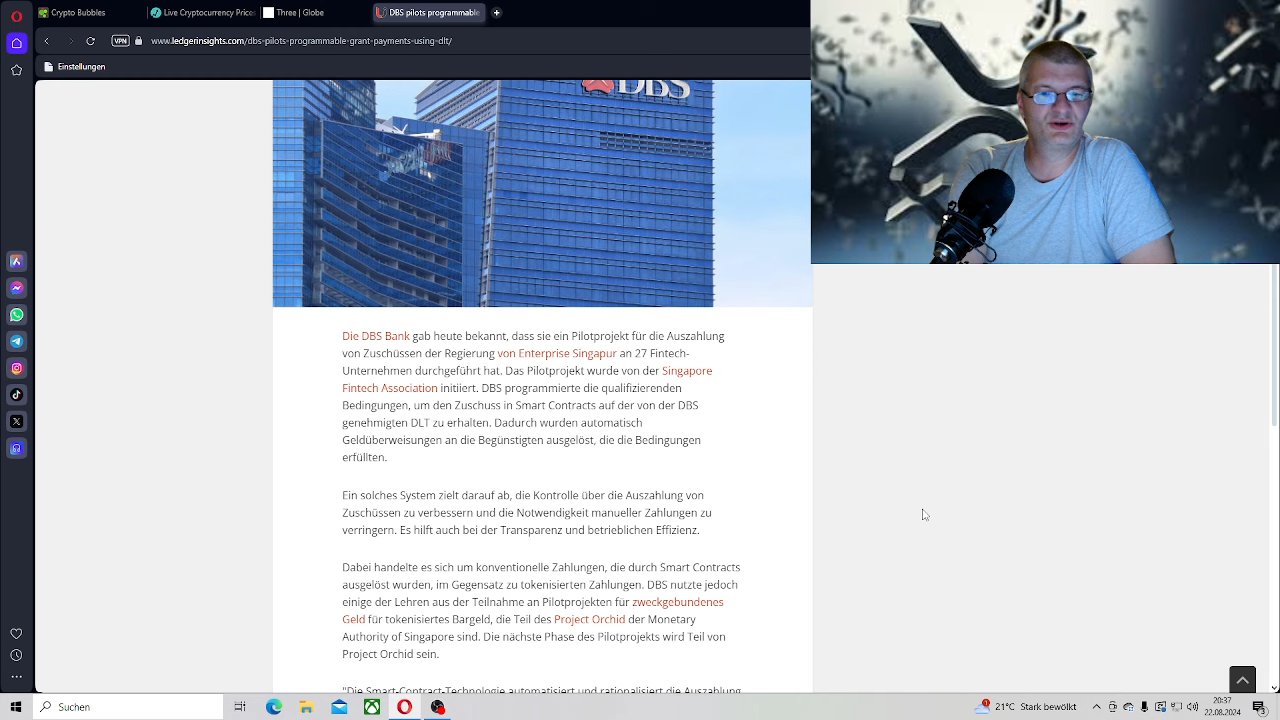 Crypto Bubbles
Live Cryptocurrency Prices
Three | Globe
DBS pilots programmable
VPN
www.ledgerinsights.com/dbs-pilots-programmable-grant-payments-using-dlt/
Einstellungen
DBS
Die DBS Bank gab heute bekannt, dass sie ein Pilotprojekt für die Auszahlung
von Zuschüssen der Regierung von Enterprise Singapur an 27 Fintech-
Unternehmen durchgeführt hat. Das Pilotprojekt wurde von der Singapore
Fintech Association initiiert. DBS programmierte die qualifizierenden
Bedingungen, um den Zuschuss in Smart Contracts auf der von der DBS
genehmigten DLT zu erhalten. Dadurch wurden automatisch
Geldüberweisungen an die Begünstigten ausgelöst, die die Bedingungen
erfüllten.
Ein solches System zielt darauf ab, die Kontrolle über die Auszahlung von
Zuschüssen zu verbessern und die Notwendigkeit manueller Zahlungen zu
verringern. Es hilft auch bei der Transparenz und betrieblichen Effizienz.
Dabei handelte es sich um konventionelle Zahlungen, die durch Smart Contracts
ausgelöst wurden, im Gegensatz zu tokenisierten Zahlungen. DBS nutzte jedoch
einige der Lehren aus der Teilnahme an Pilotprojekten für zweckgebundenes
Geld für tokenisiertes Bargeld, die Teil des Project Orchid der Monetary
Authority of Singapore sind. Die nächste Phase des Pilotprojekts wird Teil von
Project Orchid sein.
"Die Smart-Contract-Technologie automatisiert und rationalisiert die Auszahlung
Suchen
21°C Stark bewölkt
20:37
22.08.2024